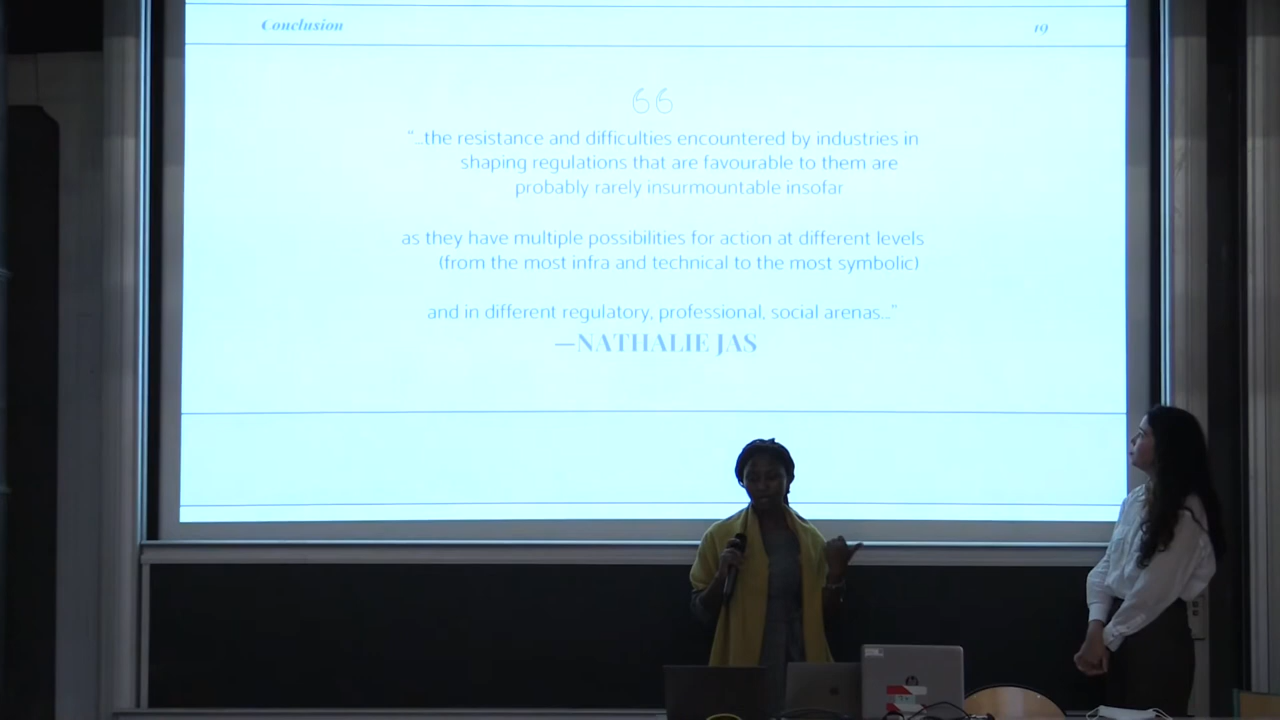 Conclusion
19
“...the resistance and difficulties encountered by industries in
shaping regulations that are favourable to them are
probably rarely insurmountable insofar
as they have multiple possibilities for action at different levels
(from the most infra and technical to the most symbolic)
and in different regulatory, professional, social arenas...”
—NATHALIE JAS